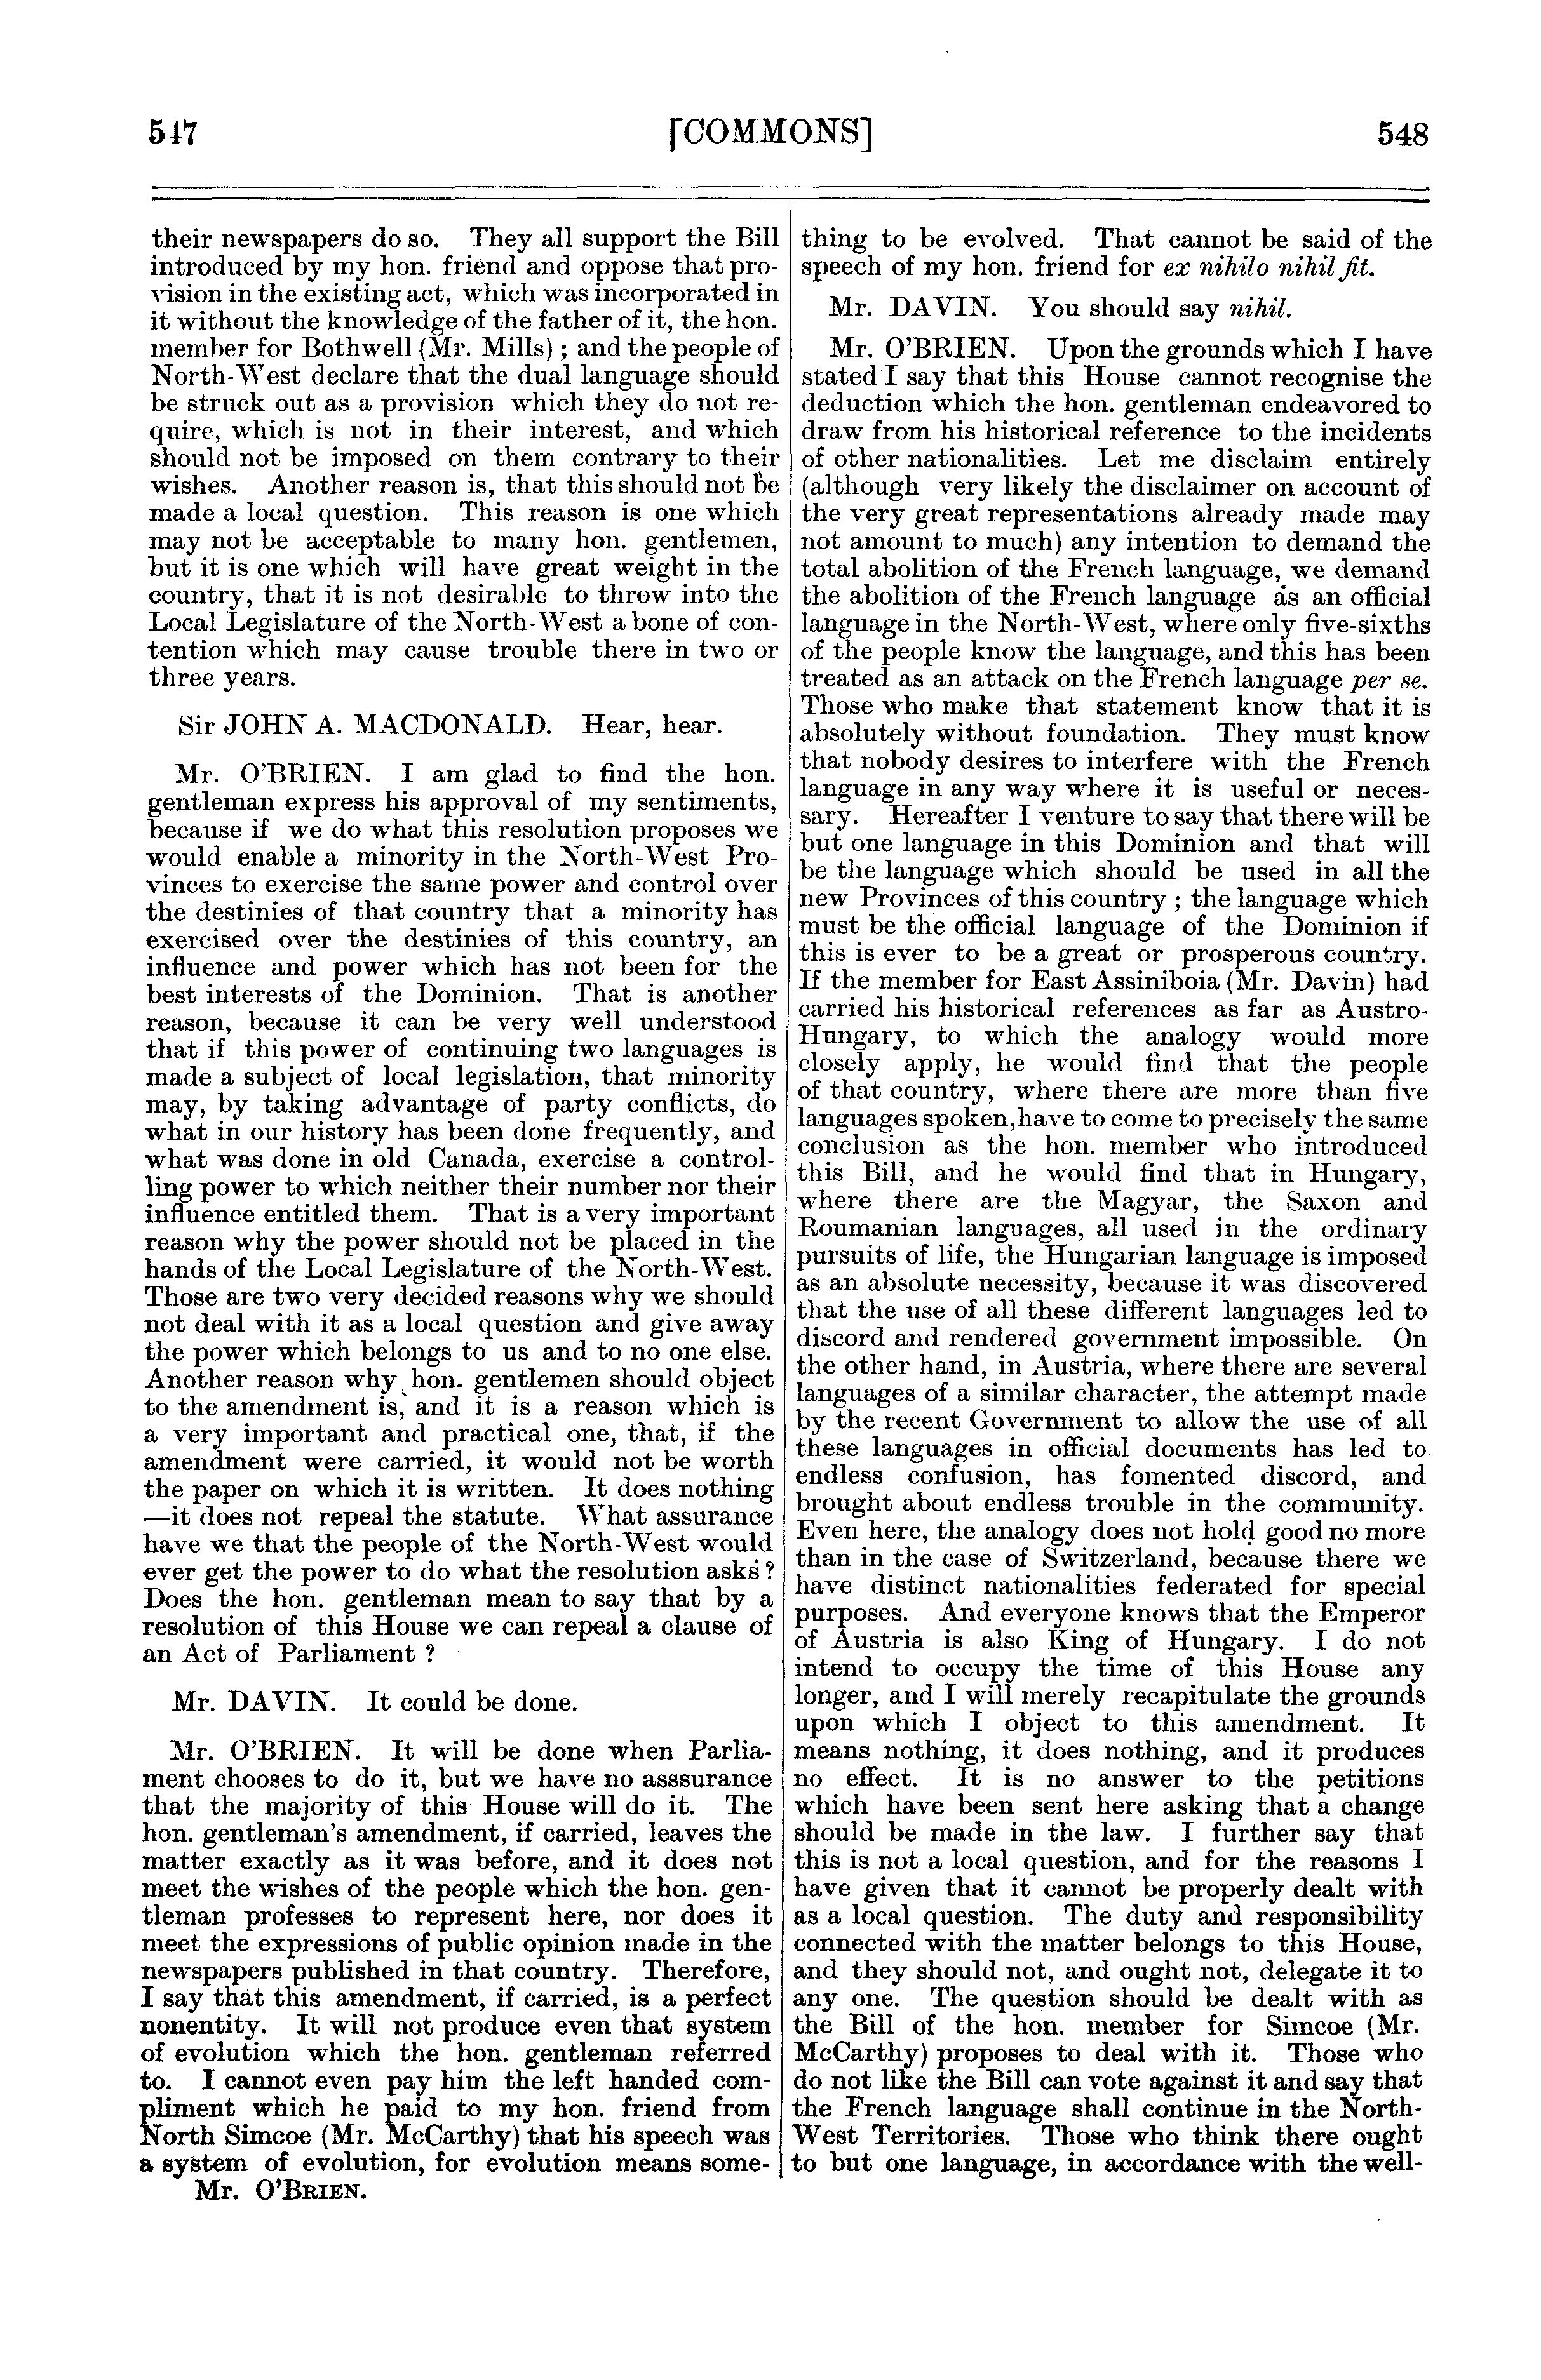 547 [COMMONS] 548
their newspapers do so. They all support the Bill
introduced by my hon. friend and oppose that pro-
vision in the existing act, which was incorporated in
it without the knowledge of the father of it, the hon.
member for Bothwell (Mr. Mills) ; and the people of
North-West declare that the dual language should
be struck out as a provision which they do not re-
quire, which is not in their interest, and which
should not be imposed on them contrary to their
wishes. Another reason is, that this should not be
made a local question. This reason is one which
may not be acceptable to many hon. gentlemen,
but it is one which will have great weight in the
country, that it is not desirable to throw into the
Local Legislature of the North-West a bone of con-
tention which may cause trouble there in two or
three years.
Sir JOHN A. MACDONALD. Hear, hear.
Mr. O'BRIEN. I am glad to find the hon.
gentleman express his approval of my sentiments,
because if we do what this resolution proposes we
would enable a minority in the North-West Pro-
vinces to exercise the same power and control over
the destinies of that country that a minority has
exercised over the destinies of this country, an
influence and power which has not been for the
best interests of the Dominion. That is another
reason, because it can be very well understood
that if this power of continuing two languages is
made a subject of local legislation, that minority
may, by taking advantage of party conflicts, do
what in our history has been done frequently, and
what was done in old Canada, exercise a control-
ling power to which neither their number nor their
influence entitled them. That is a very important
reason why the power should not be placed in the
hands of the Local Legislature of the North-West.
Those are two very decided reasons why we should
not deal with it as a local question and give away
the power which belongs to us and to no one else.
Another reason why hon. gentlemen should object
to the amendment is, and it is a reason which is
a very important and practical one, that, if the
amendment were carried, it would not be worth
the paper on which it is written. It does nothing
—it does not repeal the statute. What assurance
have we that the people of the North-West would
ever get the power to do what the resolution asks ?
Does the hon. gentleman mean to say that by a
resolution of this House we can repeal a clause of
an Act of Parliament ?
Mr. DAVIN. It could be done.
Mr. O'BRIEN. It will be done when Parlia-
ment chooses to do it, but we have no asssurance
that the majority of this House will do it. The
hon. gentleman's amendment, if carried, leaves the
matter exactly as it was before, and it does not
meet the wishes of the people which the hon. gen-
tleman professes to represent here, nor does it
meet the expressions of public opinion made in the
newspapers published in that country. Therefore,
I say that this amendment, if carried, is a perfect
nonentity. It will not produce even that system
of evolution which the hon. gentleman referred
to. I cannot even pay him the left handed com-
pliment which he paid to my hon. friend from
North Simcoe (Mr. McCarthy) that his speech was
a system of evolution, for evolution means some-
Mr. O'BRIEN.
thing to be evolved. That cannot be said of the
speech of my hon. friend for ex nihilo nihil fit.
Mr. DAVIN. You should say nihil.
Mr. O'BRIEN. Upon the grounds which I have
stated I say that this House cannot recognise the
deduction which the hon. gentleman endeavored to
draw from his historical reference to the incidents
of other nationalities. Let me disclaim entirely
(although very likely the disclaimer on account of
the very great representations already made may
not amount to much) any intention to demand the
total abolition of the French language, we demand
the abolition of the French language as an official
language in the North-West, where only five-sixths
of the people know the language, and this has been
treated as an attack on the French language per se.
Those who make that statement know that it is
absolutely without foundation. They must know
that nobody desires to interfere with the French
language in any way where it is useful or neces-
sary. Hereafter I venture to say that there will be
but one language in this Dominion and that will
be the language which should be used in all the
new Provinces of this country ; the language which
must be the official language of the Dominion if
this is ever to be a great or prosperous country.
If the member for East Assiniboia (Mr. Davin) had
carried his historical references as far as Austro-
Hungary, to which the analogy would more
closely apply, he would find that the people
of that country, where there are more than five
languages spoken, have to come to precisely the same
conclusion as the hon. member who introduced
this Bill, and he would find that in Hungary,
where there are the Magyar, the Saxon and
Roumanian languages, all used in the ordinary
pursuits of life, the Hungarian language is imposed
as an absolute necessity, because it was discovered
that the use of all these different languages led to
discord and rendered government impossible. On
the other hand, in Austria, where there are several
languages of a similar character, the attempt made
by the recent Government to allow the use of all
these languages in official documents has led to
endless confusion, has fomented discord, and
brought about endless trouble in the community.
Even here, the analogy does not hold good no more
than in the case of Switzerland, because there we
have distinct nationalities federated for special
purposes. And everyone knows that the Emperor
of Austria is also King of Hungary. I do not
intend to occupy the time of this House any
longer, and I will merely recapitulate the grounds
upon which I object to this amendment. It
means nothing, it does nothing, and it produces
no effect. It is no answer to the petitions
which have been sent here asking that a change
should be made in the law. I further say that
this is not a local question, and for the reasons I
have given that it cannot be properly dealt with
as a local question. The duty and responsibility
connected with the matter belongs to this House,
and they should not, and ought not, delegate it to
any one. The question should be dealt with as
the Bill of the hon. member for Simcoe (Mr.
McCarthy) proposes to deal with it. Those who
do not like the Bill can vote against it and say that
the French language shall continue in the North-
West Territories. Those who think there ought
to but one language, in accordance with the well-